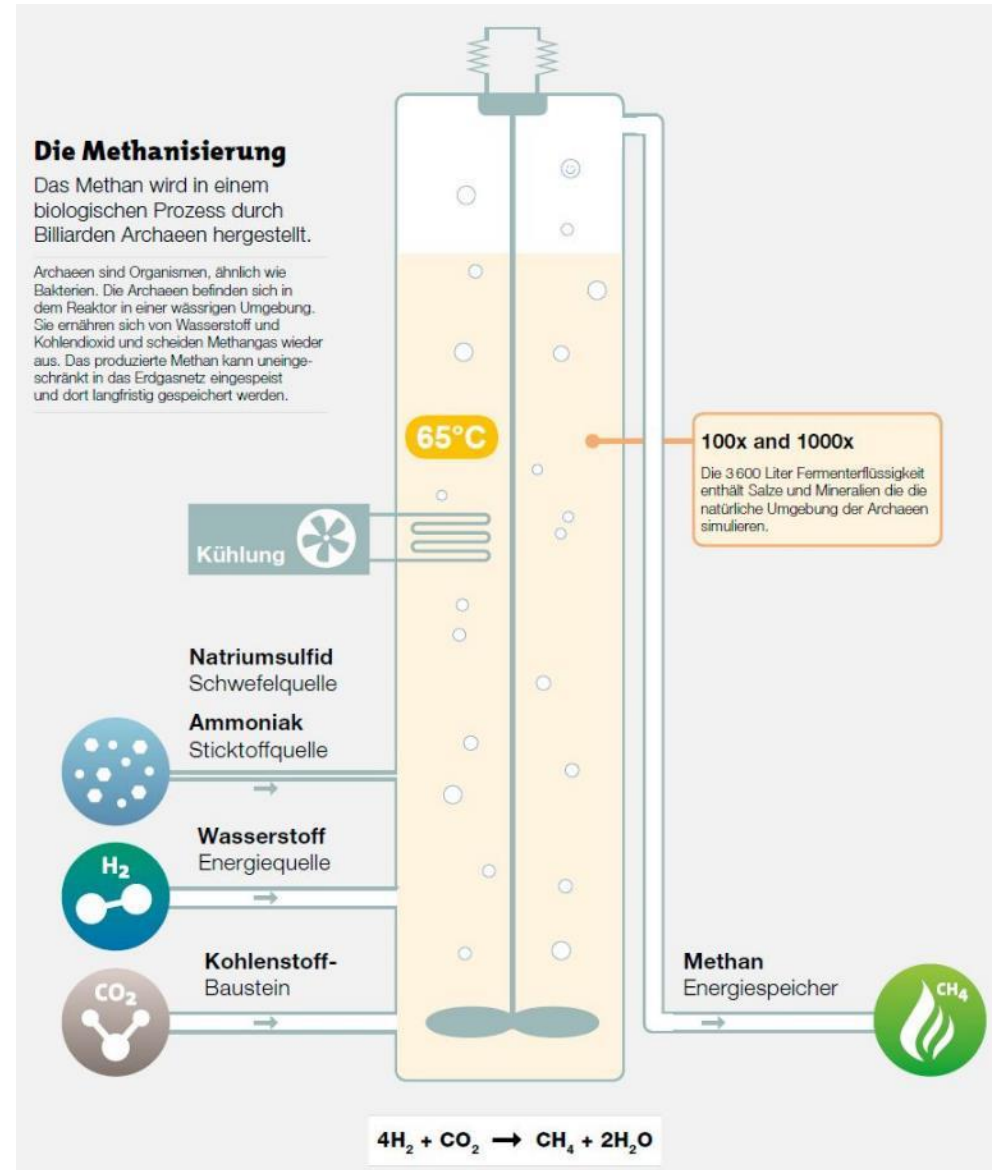 Die Methanisierung
Das Methan wird in einem
biologischen Prozess durch
Billiarden Archaeen hergestellt.
Archaeen sind Organismen, ähnlich wie
Bakterien. Die Archaeen befinden sich in
dem Reaktor in einer wässrigen Umgebung.
Sie ernähren sich von Wasserstoff und
Kohlendioxid und scheiden Methangas wieder
aus. Das produzierte Methan kann uneinge-
schränkt in das Erdgasnetz eingespeist
und dort langfristig gespeichert werden.
65°C
100x and 1000x
Die 3 600 Liter Fermenterflüssigkeit
enthält Salze und Mineralien die die
natürliche Umgebung der Archaeen
simulieren.
Kühlung
Natriumsulfid
Schwefelquelle
Ammoniak
Sticktoffquelle
Wasserstoff
Energiequelle
H₂
Kohlenstoff-
Baustein
CO₂
Methan
Energiespeicher
CH₄
4H₂ + CO₂ → CH₄ + 2H₂O